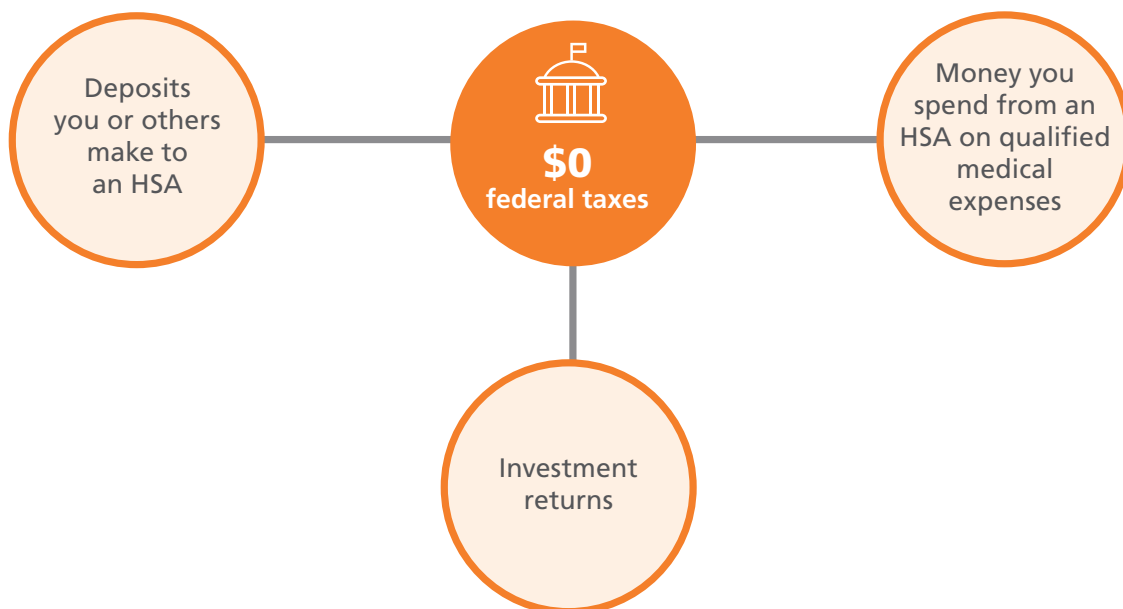 Deposits
you or others
make to
an HSA
$0
federal taxes
Money you
spend from an
HSA on qualified
medical
expenses
Investment
returns